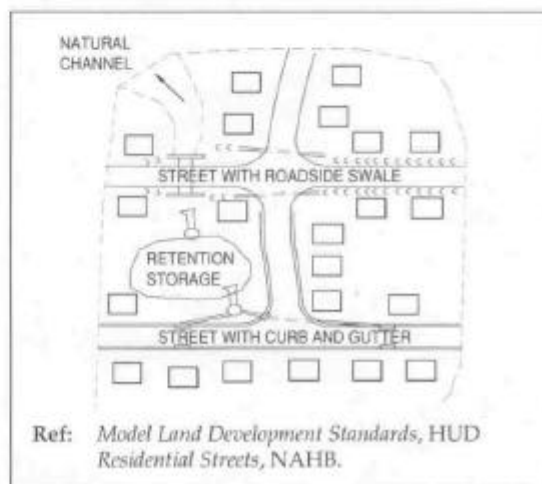 NATURAL
CHANNEL
STREET WITH ROADSIDE SWALE
RETENTION
STORAGE
STREET WITH CURB AND GUTTER
Ref: Model Land Development Standards, HUD
Residential Streets, NAHB.